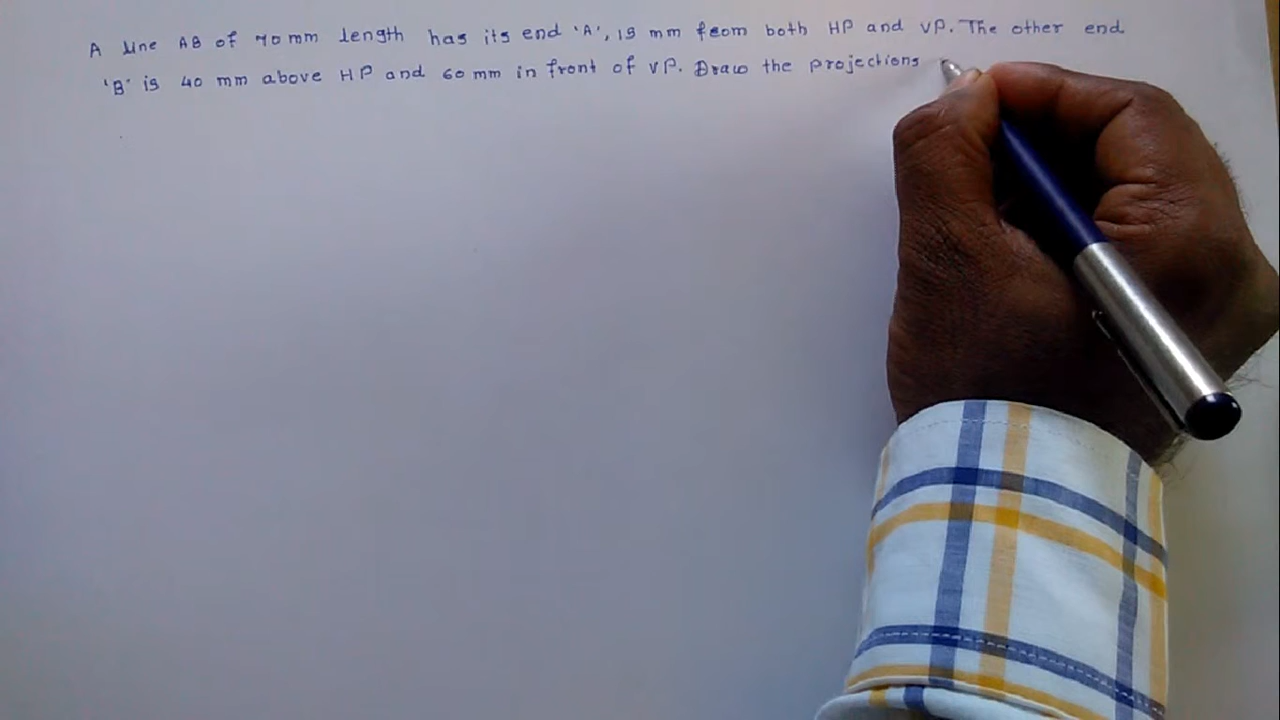 A line AB of 70 mm length has its end 'A', 15 mm from both HP and VP. The other end
'B' is 40 mm above HP and 60 mm in front of VP. Draw the projections